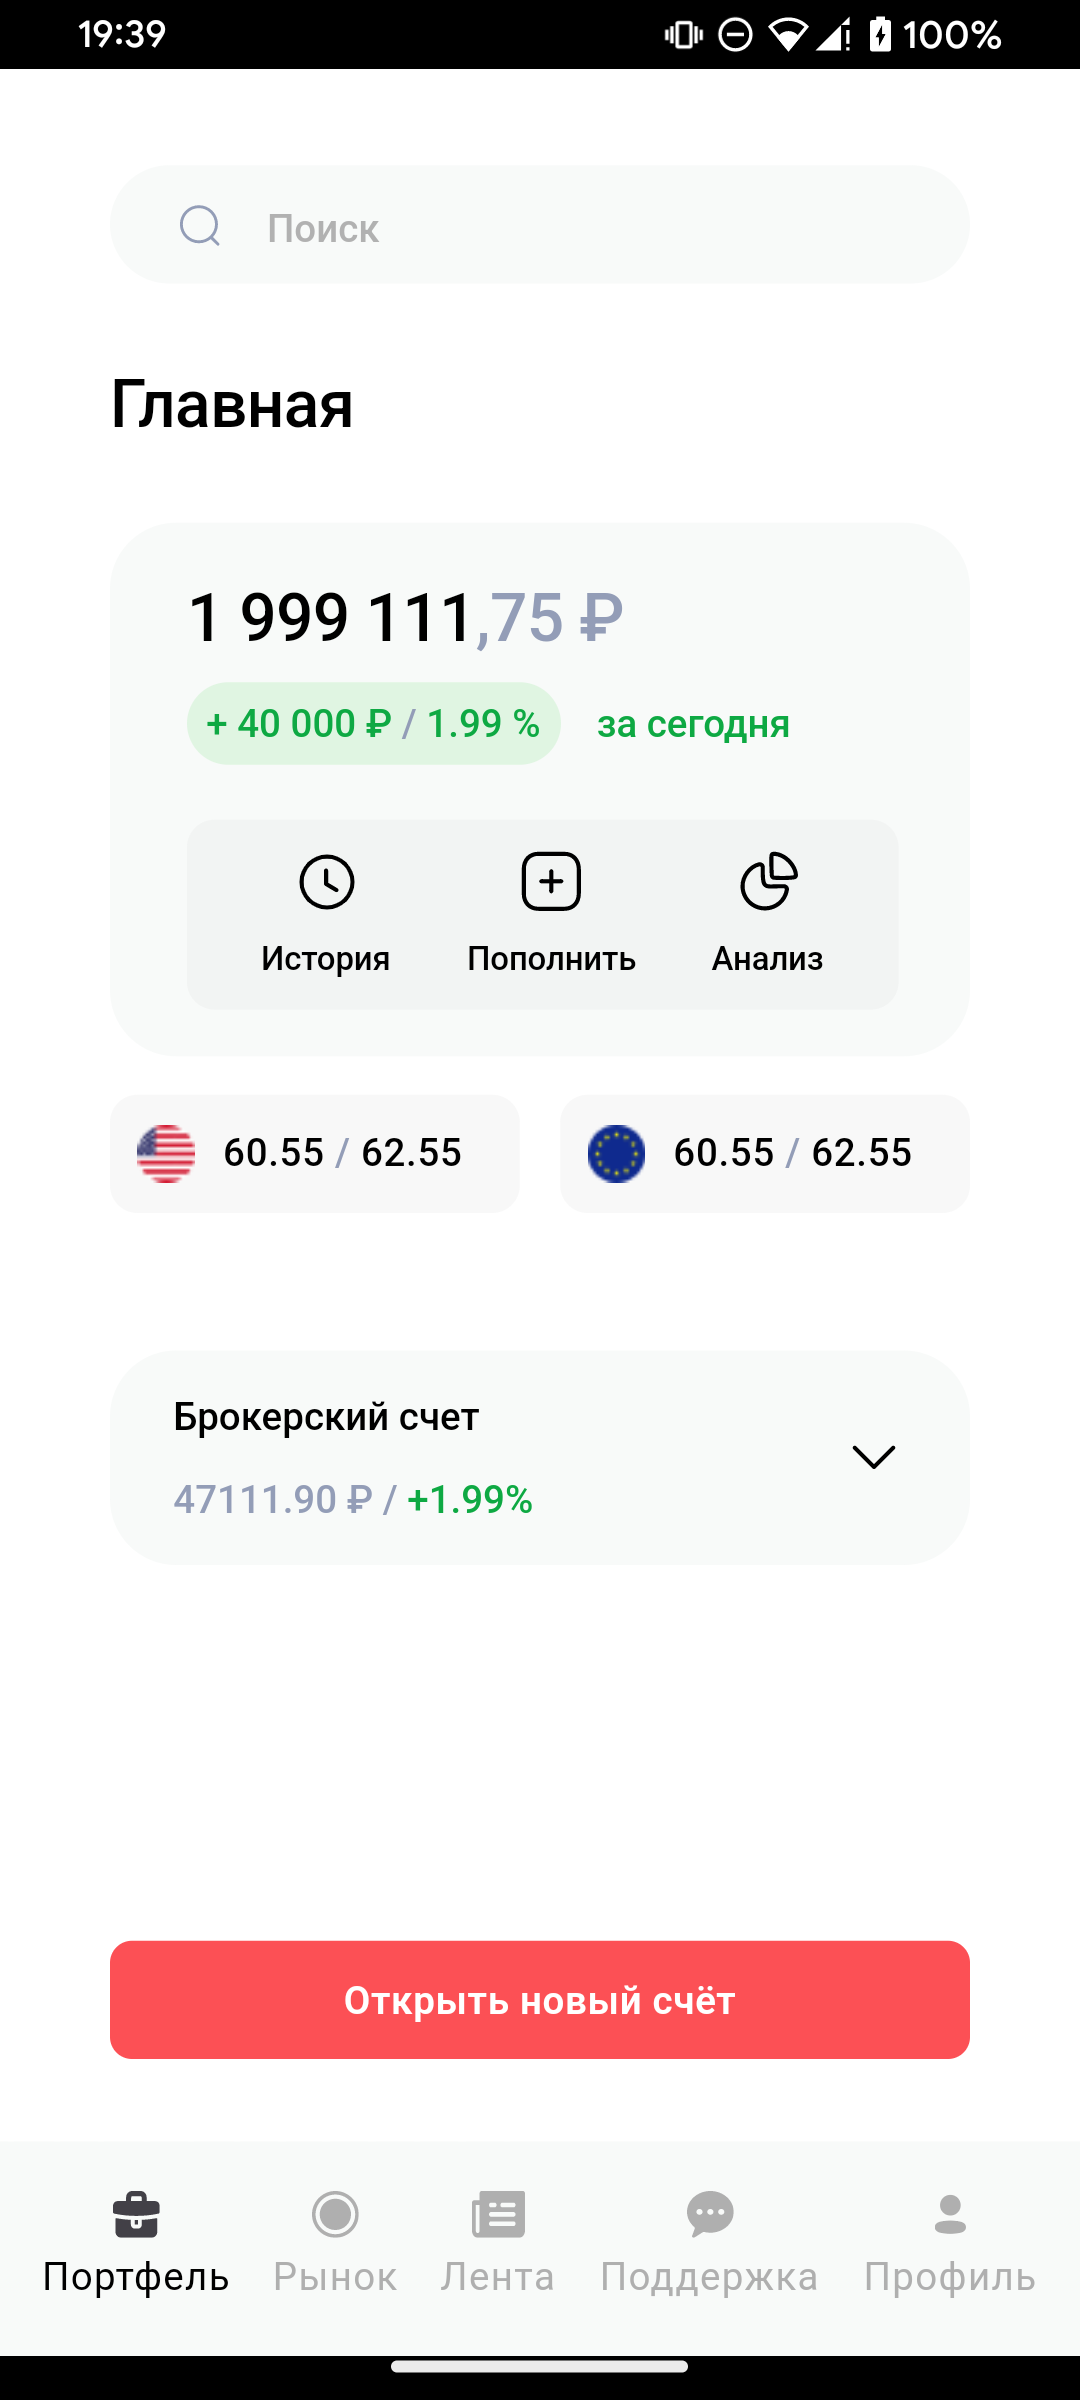 19:39 100%
Поиск
Главная
1 999 111,75 ₽
+ 40 000 ₽ / 1.99 % за сегодня
История Пополнить Анализ
60.55 / 62.55 60.55 / 62.55
Брокерский счет
47111.90 ₽ / +1.99%
Открыть новый счёт
Портфель Рынок Лента Поддержка Профиль